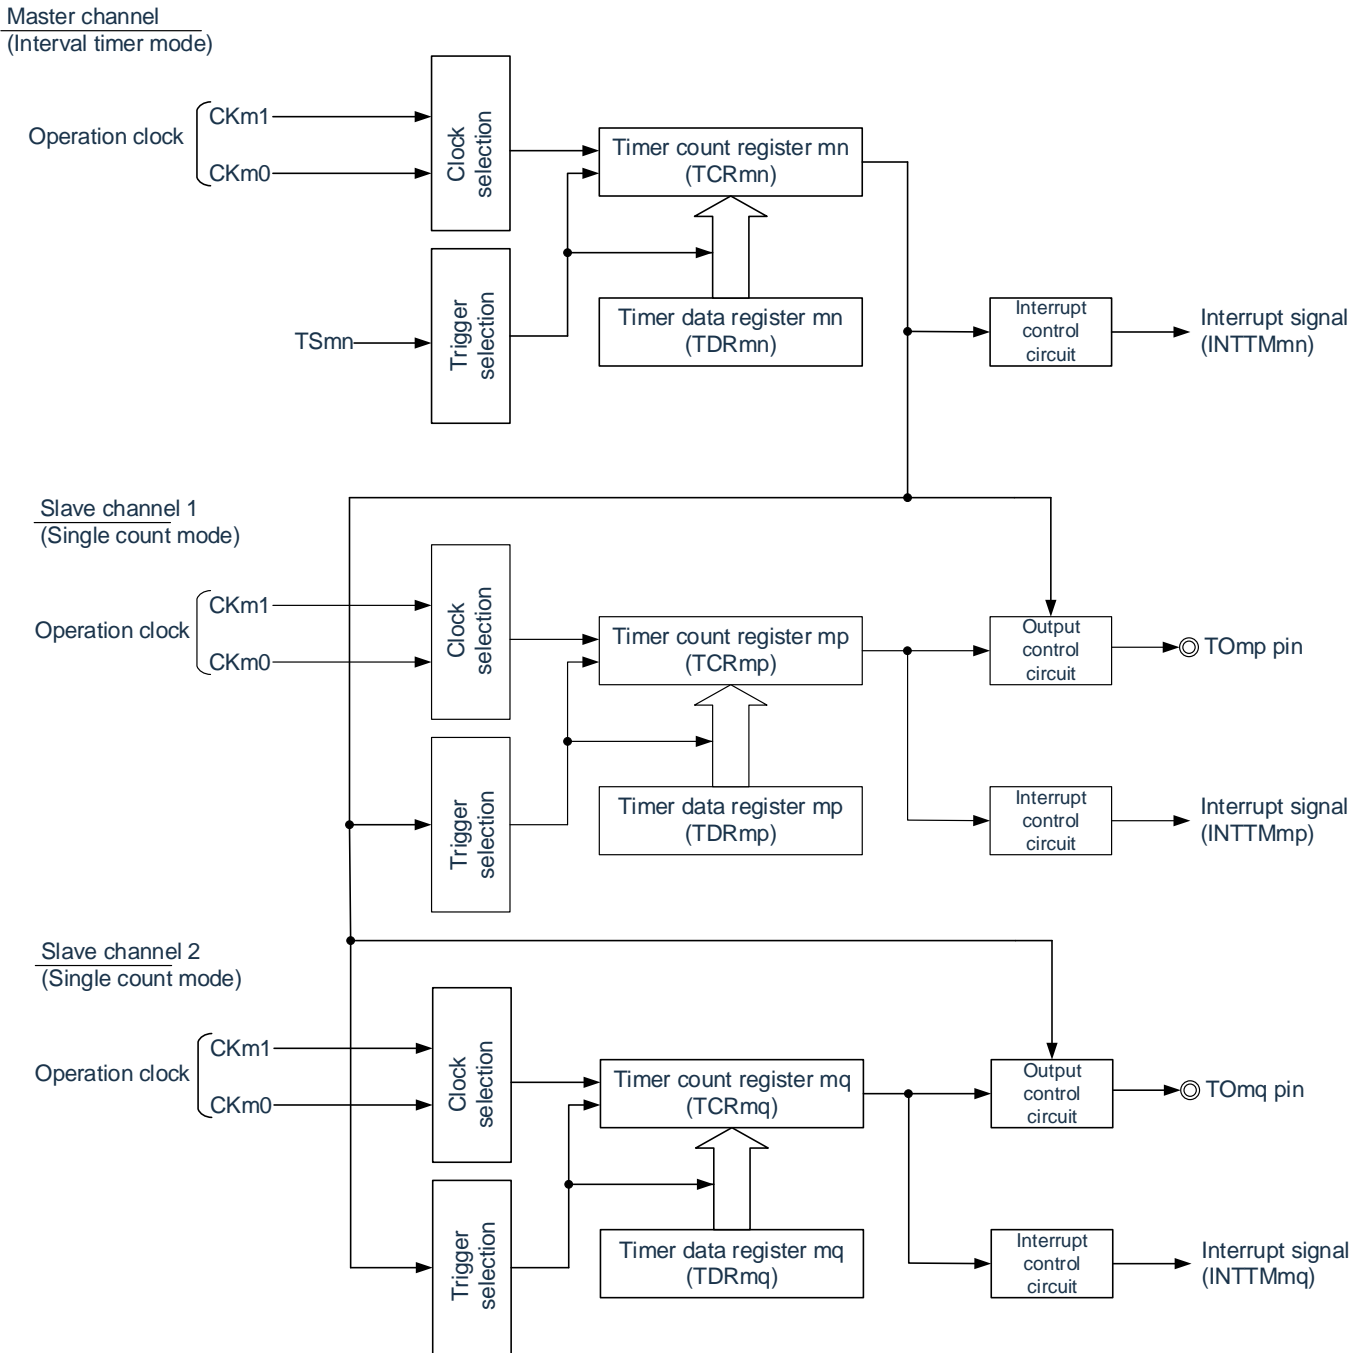 Master channel
(Interval timer mode)
Operation clock
CKm1
CKm0
Clock
selection
Timer count register mn
(TCRmn)
TSmn
Trigger
selection
Timer data register mn
(TDRmn)
Interrupt
control
circuit
Interrupt signal
(INTTMmn)
Slave channel 1
(Single count mode)
Operation clock
CKm1
CKm0
Clock
selection
Timer count register mp
(TCRmp)
Output
control
circuit
TOmp pin
Trigger
selection
Timer data register mp
(TDRmp)
Interrupt
control
circuit
Interrupt signal
(INTTMmp)
Slave channel 2
(Single count mode)
Operation clock
CKm1
CKm0
Clock
selection
Timer count register mq
(TCRmq)
Output
control
circuit
TOmq pin
Trigger
selection
Timer data register mq
(TDRmq)
Interrupt
control
circuit
Interrupt signal
(INTTMmq)